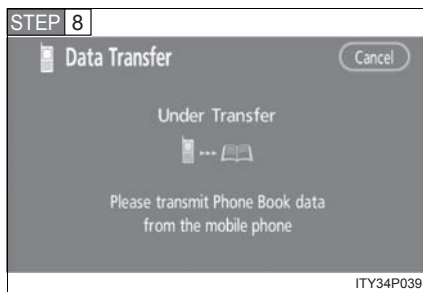 STEP 8
Data Transfer
Cancel
Under Transfer
Please transmit Phone Book data
from the mobile phone
ITY34P039